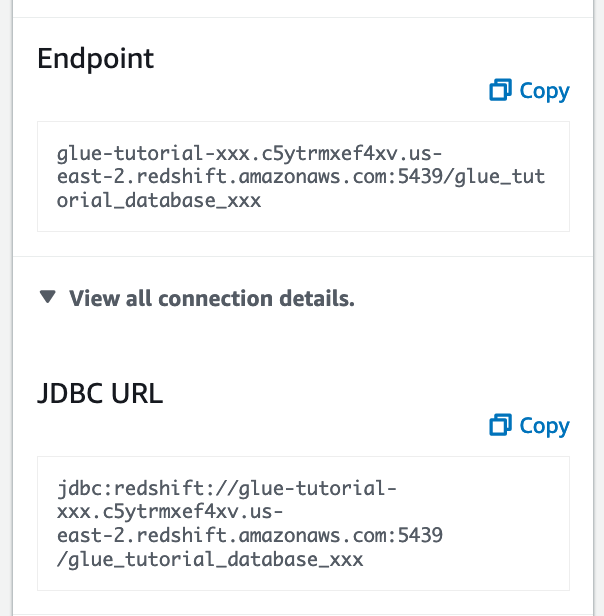 Endpoint
Copy
glue-tutorial-xxx.c5ytrmxef4xv.us-
east-2.redshift.amazonaws.com:5439/glue_tut
orial_database_xxx
View all connection details.
JDBC URL
Copy
jdbc:redshift://glue-tutorial-
xxx.c5ytrmxef4xv.us-
east-2.redshift.amazonaws.com:5439
/glue_tutorial_database_xxx